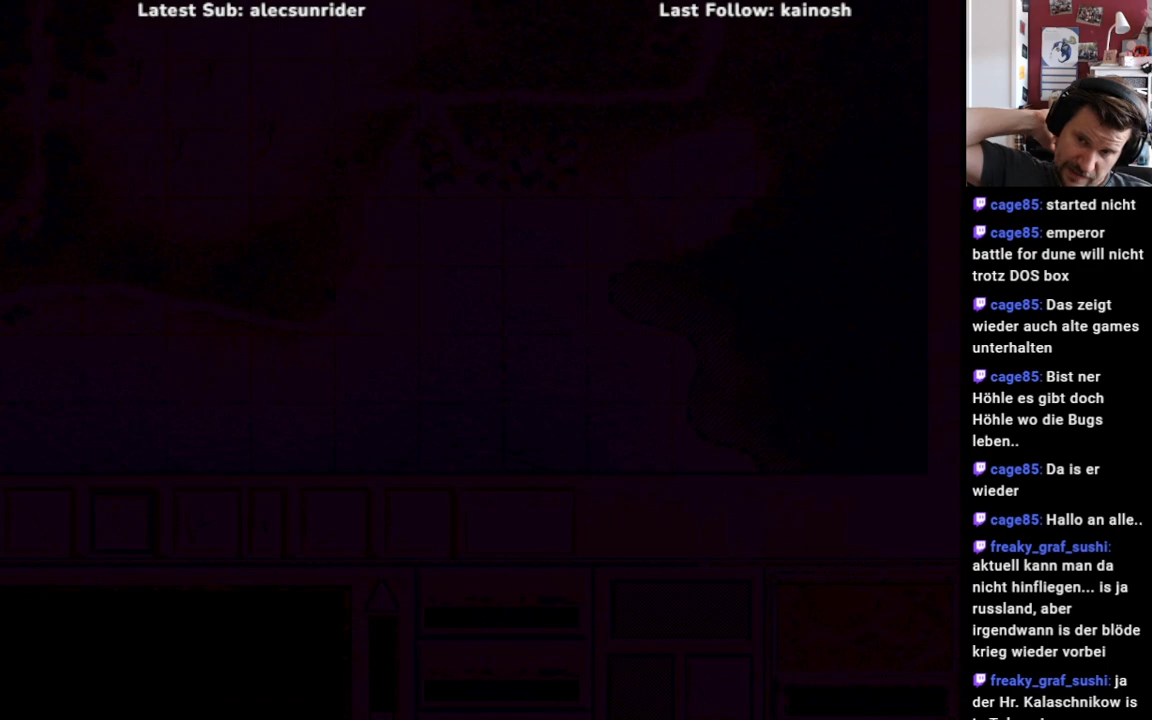 Latest Sub: alecsunrider
Last Follow: kainosh
cage85: started nicht
cage85: emperor
battle for dune will nicht
trotz DOS box
cage85: Das zeigt
wieder auch alte games
unterhalten
cage85: Bist ner
Höhle es gibt doch
Höhle wo die Bugs
leben..
cage85: Da is er
wieder
cage85: Hallo an alle..
freaky_graf_sushi:
aktuell kann man da
nicht hinfliegen... is ja
russland, aber
irgendwann is der blöde
krieg wieder vorbei
freaky_graf_sushi: ja
der Hr. Kalaschnikow is